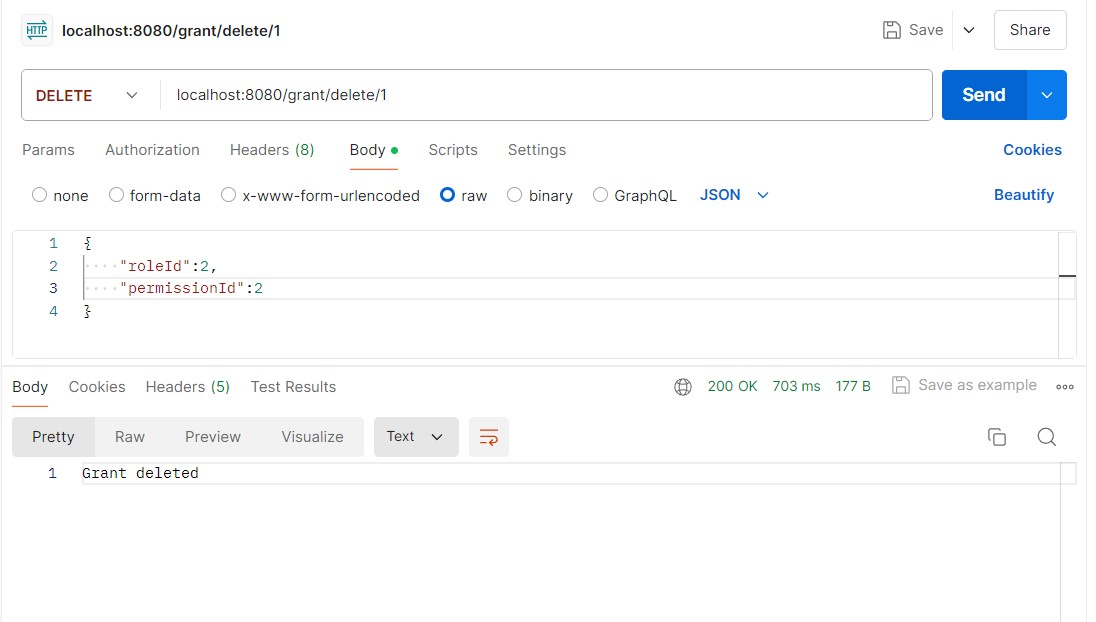 HTTP localhost:8080/grant/delete/1 Save Share
DELETE localhost:8080/grant/delete/1 Send
Params Authorization Headers (8) Body Scripts Settings Cookies
none form-data x-www-form-urlencoded raw binary GraphQL JSON Beautify
1 {
2 ····"roleId":2,
3 ····"permissionId":2
4 }
Body Cookies Headers (5) Test Results 200 OK 703 ms 177 B Save as example
Pretty Raw Preview Visualize Text
1 Grant deleted